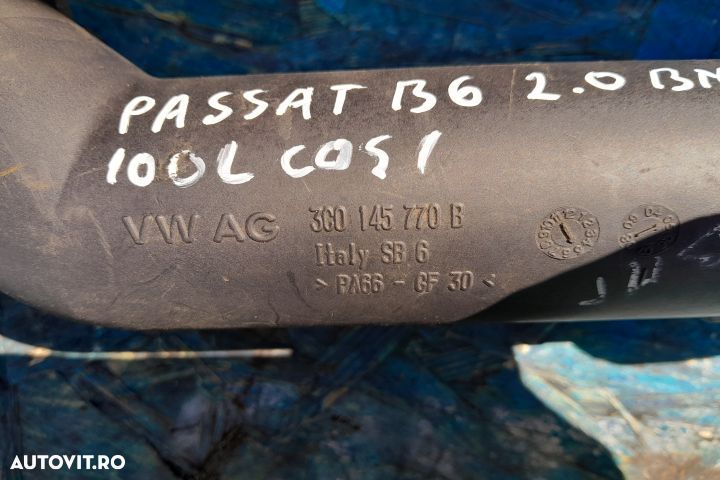 PASSAT B6 2.0 BM
100L COS 1
VW AG
3C0 145 770 B
Italy SB 6
> PA66 - GF 30 <
AUTOVIT.RO